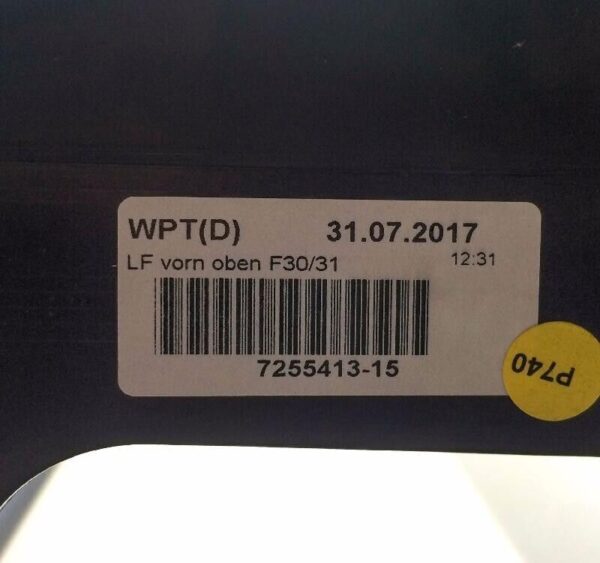 WPT(D) 31.07.2017
LF vorn oben F30/31 12:31
7255413-15
P740